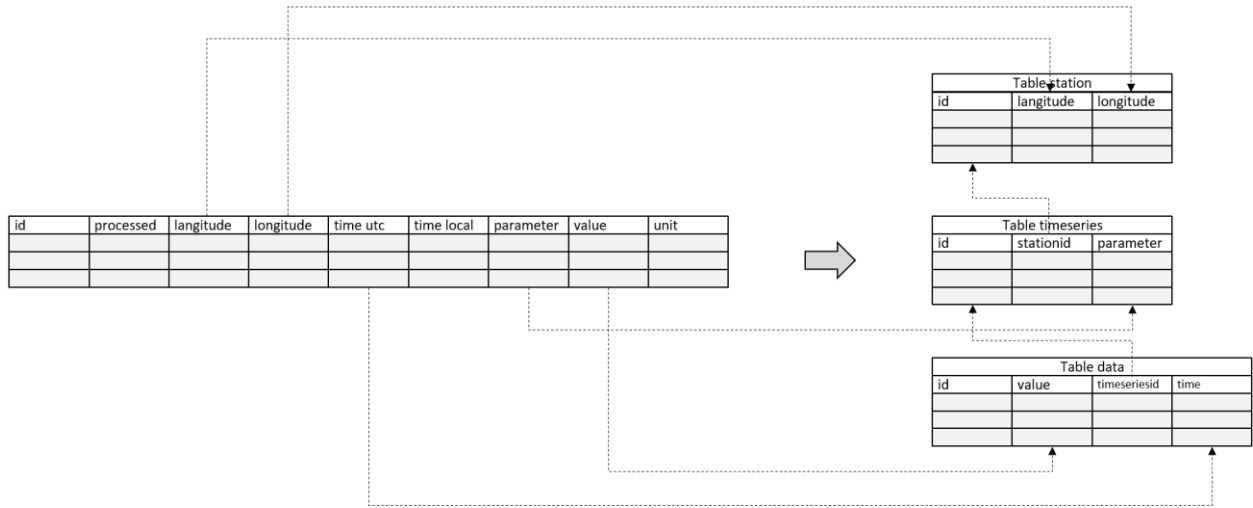 Table station
id langitude longitude
id processed langitude longitude time utc time local parameter value unit
Table timeseries
id stationid parameter
Table data
id value timeseriesid time